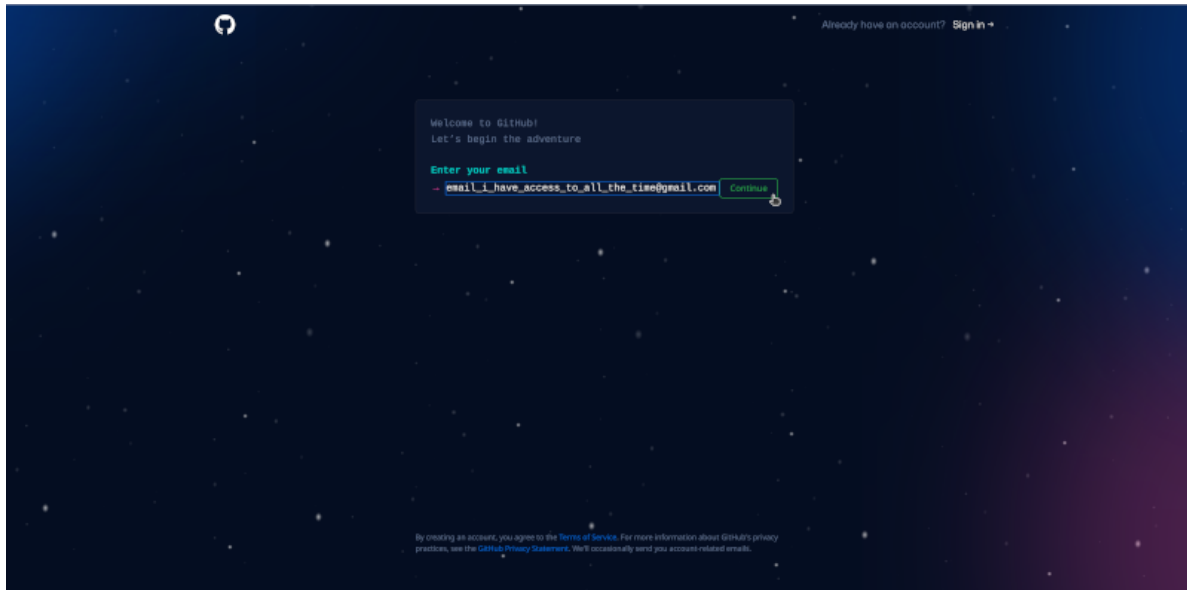 Already have an account? Sign in →
Welcome to GitHub!
Let's begin the adventure
Enter your email
→ email_i_have_access_to_all_the_time@gmail.com Continue
By creating an account, you agree to the Terms of Service. For more information about GitHub's privacy
practices, see the GitHub Privacy Statement. We'll occasionally send you account-related emails.